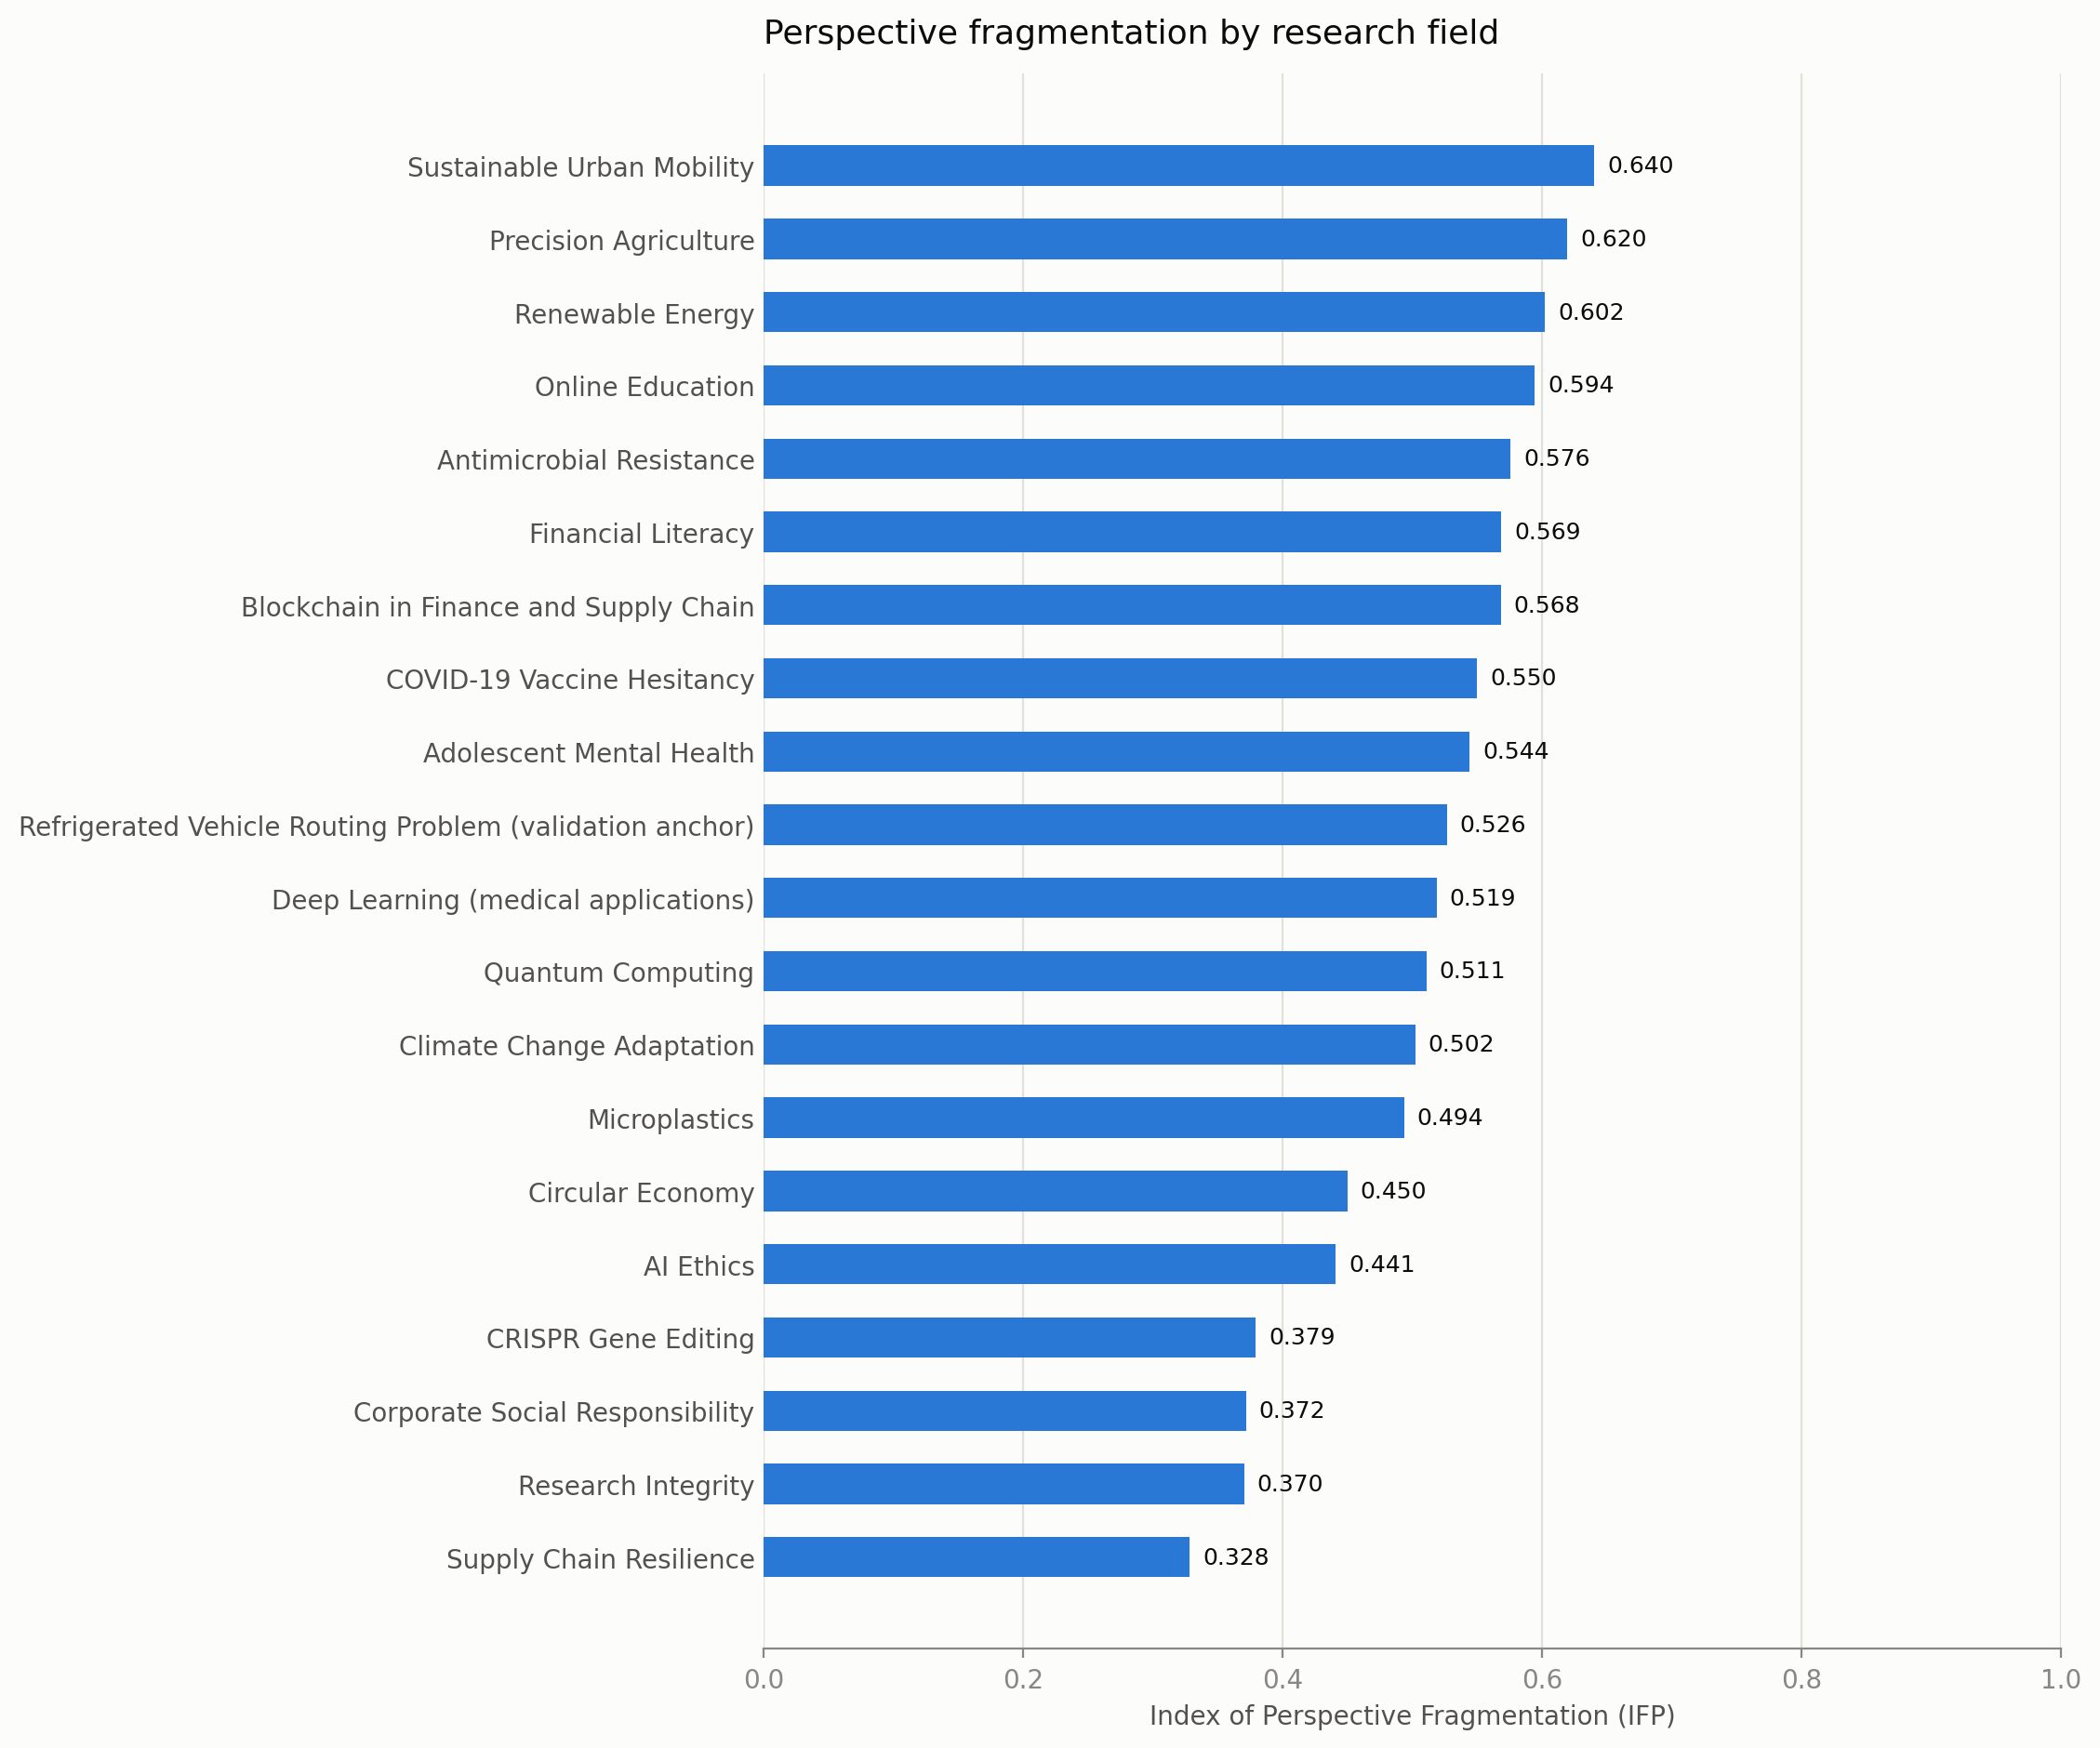 Perspective fragmentation by research field
Sustainable Urban Mobility 0.640
Precision Agriculture 0.620
Renewable Energy 0.602
Online Education 0.594
Antimicrobial Resistance 0.576
Financial Literacy 0.569
Blockchain in Finance and Supply Chain 0.568
COVID-19 Vaccine Hesitancy 0.550
Adolescent Mental Health 0.544
Refrigerated Vehicle Routing Problem (validation anchor) 0.526
Deep Learning (medical applications) 0.519
Quantum Computing 0.511
Climate Change Adaptation 0.502
Microplastics 0.494
Circular Economy 0.450
AI Ethics 0.441
CRISPR Gene Editing 0.379
Corporate Social Responsibility 0.372
Research Integrity 0.370
Supply Chain Resilience 0.328
0.0 0.2 0.4 0.6 0.8 1.0
Index of Perspective Fragmentation (IFP)